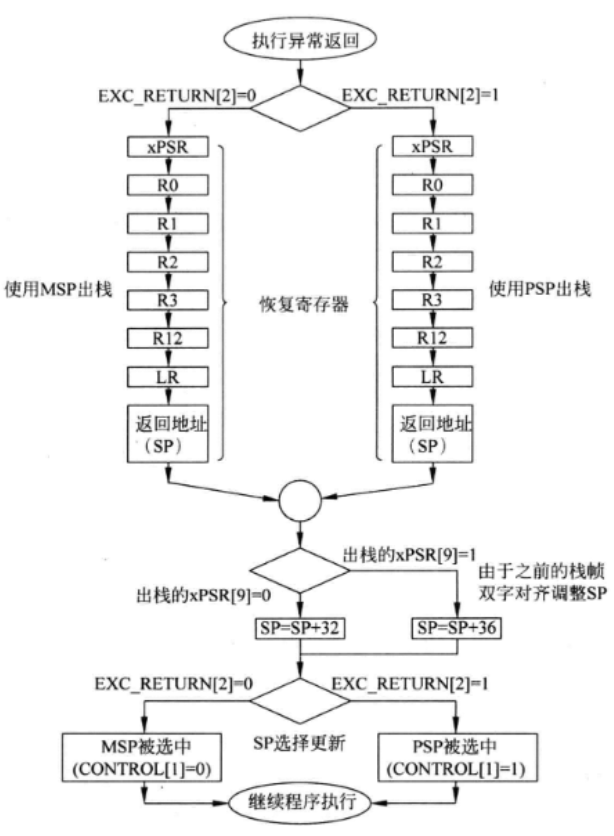 执行异常返回
EXC_RETURN[2]=0
EXC_RETURN[2]=1
xPSR
R0
R1
R2
R3
R12
LR
返回地址
(SP)
使用MSP出栈
恢复寄存器
xPSR
R0
R1
R2
R3
R12
LR
返回地址
(SP)
使用PSP出栈
出栈的xPSR[9]=1
出栈的xPSR[9]=0
由于之前的栈帧
双字对齐调整SP
SP=SP+32
SP=SP+36
EXC_RETURN[2]=0
EXC_RETURN[2]=1
SP选择更新
MSP被选中
(CONTROL[1]=0)
PSP被选中
(CONTROL[1]=1)
继续程序执行